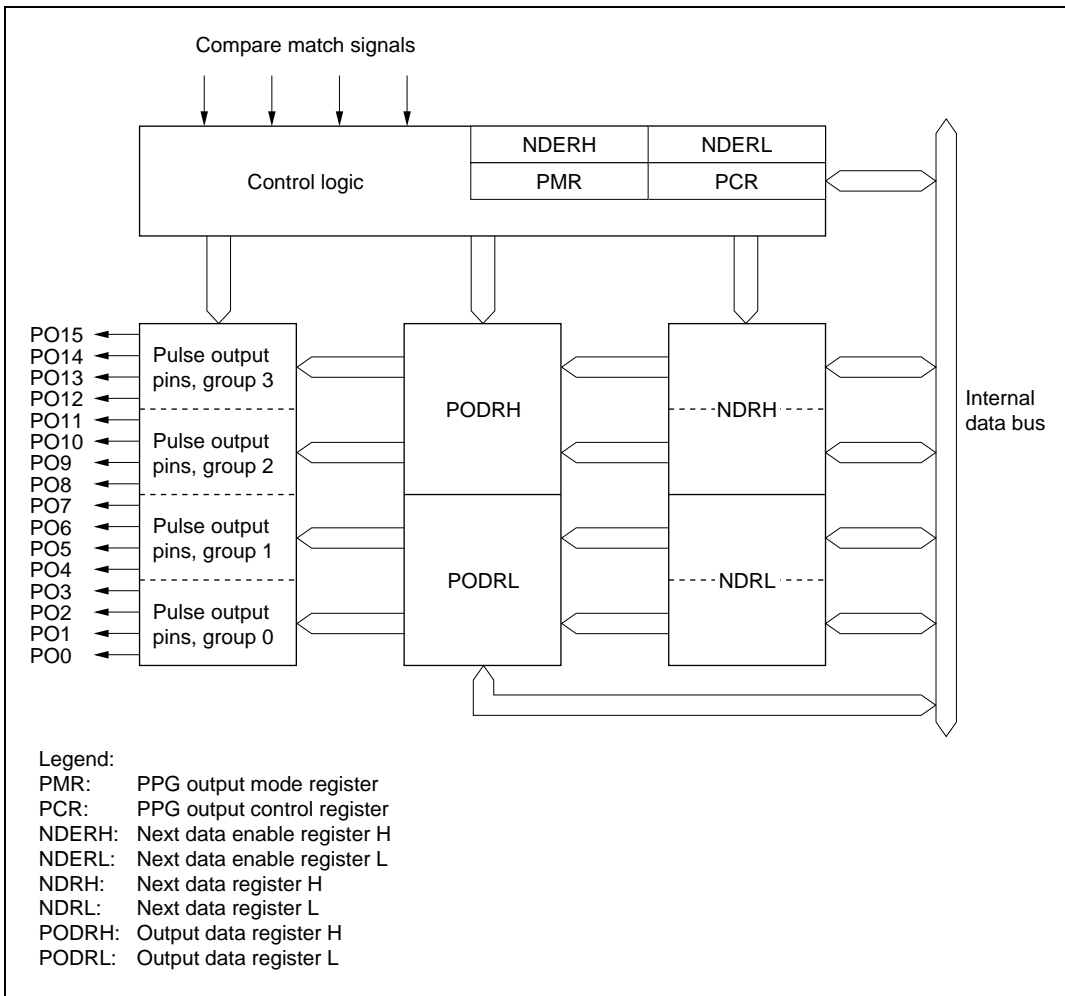 Compare match signals
NDERH NDERL
Control logic PMR PCR
PO15
PO14
PO13
PO12
PO11
PO10
PO9
PO8
PO7
PO6
PO5
PO4
PO3
PO2
PO1
PO0
Pulse output
pins, group 3
Pulse output
pins, group 2
Pulse output
pins, group 1
Pulse output
pins, group 0
PODRH
PODRL
NDRH
NDRL
Internal
data bus
Legend:
PMR: PPG output mode register
PCR: PPG output control register
NDERH: Next data enable register H
NDERL: Next data enable register L
NDRH: Next data register H
NDRL: Next data register L
PODRH: Output data register H
PODRL: Output data register L